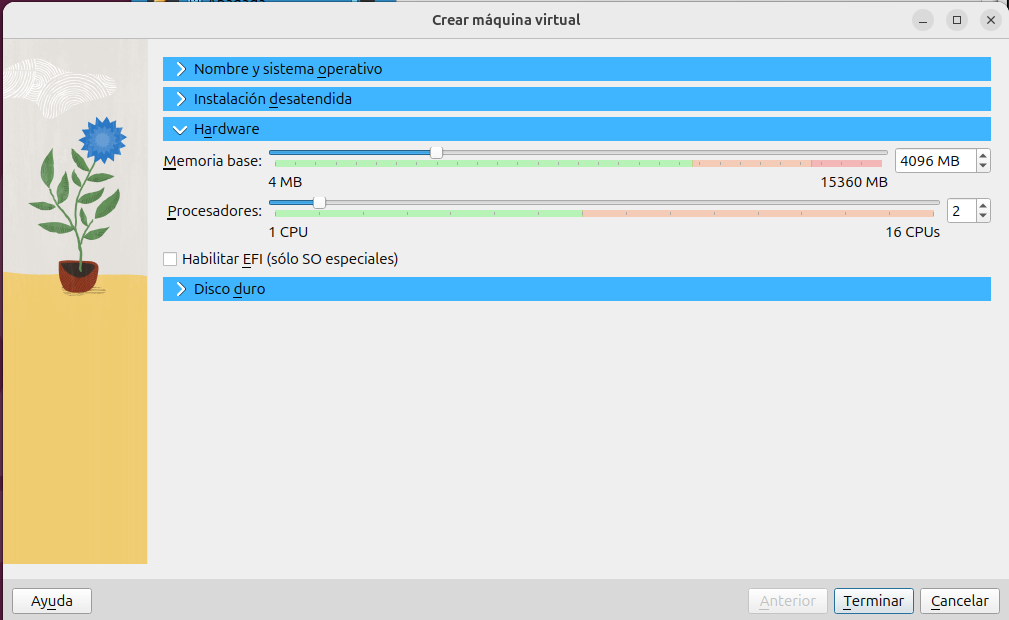 Crear máquina virtual
Nombre y sistema operativo
Instalación desatendida
Hardware
Memoria base:
4096 MB
4 MB
15360 MB
Procesadores:
2
1 CPU
16 CPUs
Habilitar EFI (sólo SO especiales)
Disco duro
Ayuda
Anterior
Terminar
Cancelar